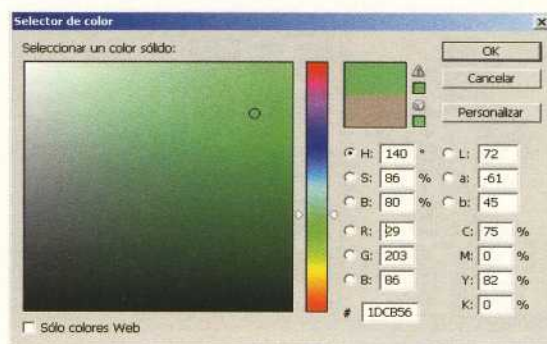 Selector de color
Seleccionar un color sólido:
OK
Cancelar
Personalizar
H: 140 °
L: 72
S: 86 %
a: -61
B: 80 %
b: 45
R: 29
C: 75 %
G: 203
M: 0 %
B: 86
Y: 82 %
# 1DCB56
K: 0 %
Sólo colores Web